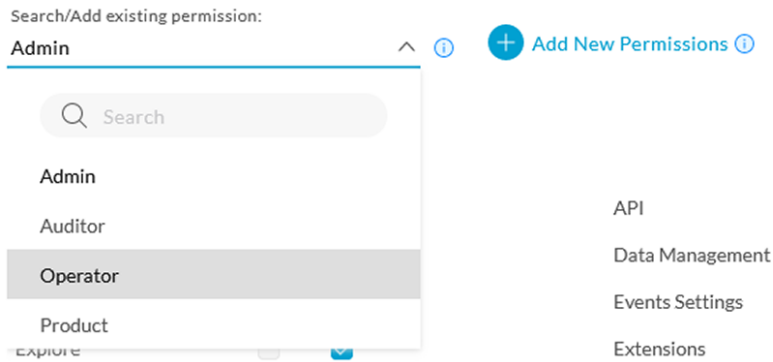 Search/Add existing permission:
Admin
Add New Permissions
Search
Admin
Auditor
Operator
Product
Explore
API
Data Management
Events Settings
Extensions